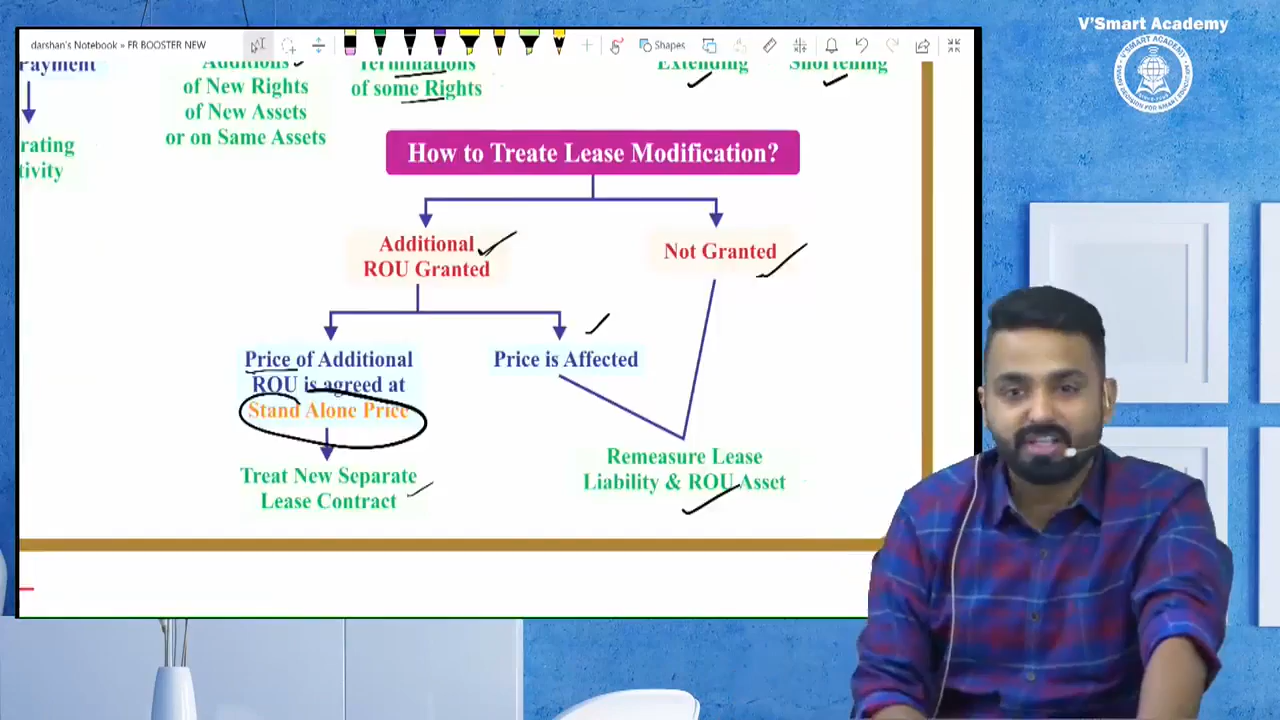 V'Smart Academy
darshan's Notebook » FR BOOSTER NEW
Shapes
Payment
Additions
of New Rights
of New Assets
or on Same Assets
Terminations
of some Rights
Extending
Shortening
rating
tivity
How to Treate Lease Modification?
Additional
ROU Granted
Not Granted
Price of Additional
ROU is agreed at
Stand Alone Price
Price is Affected
Treat New Separate
Lease Contract
Remeasure Lease
Liability & ROU Asset